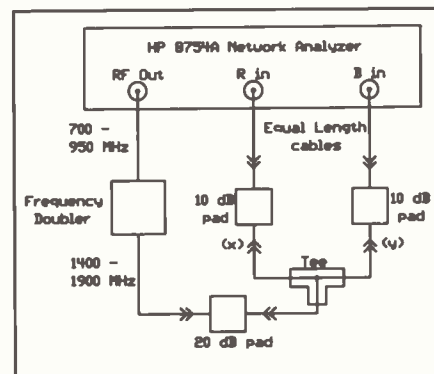 HP 8754A Network Analyzer
RF Out
R in
B in
700 -
950 MHz
Equal Length
cables
10 dB
pad
10 dB
pad
Frequency
Doubler
(x)
(y)
Tee
1400 -
1900 MHz
20 dB pad